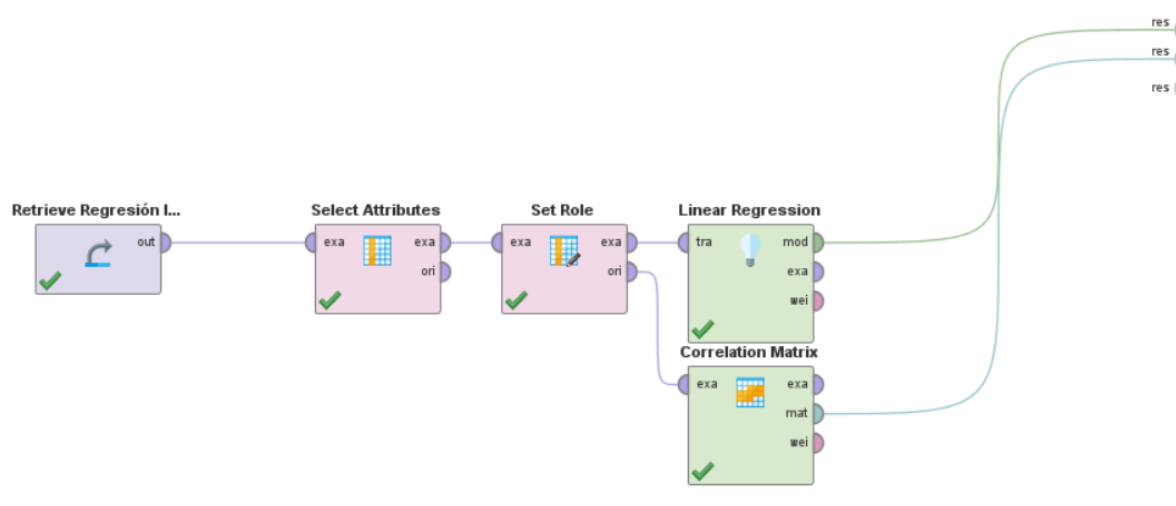 res
res
res
Retrieve Regresión I...
out
Select Attributes
exa exa
ori
Set Role
exa exa
ori
Linear Regression
tra mod
exa
wei
Correlation Matrix
exa exa
mat
wei